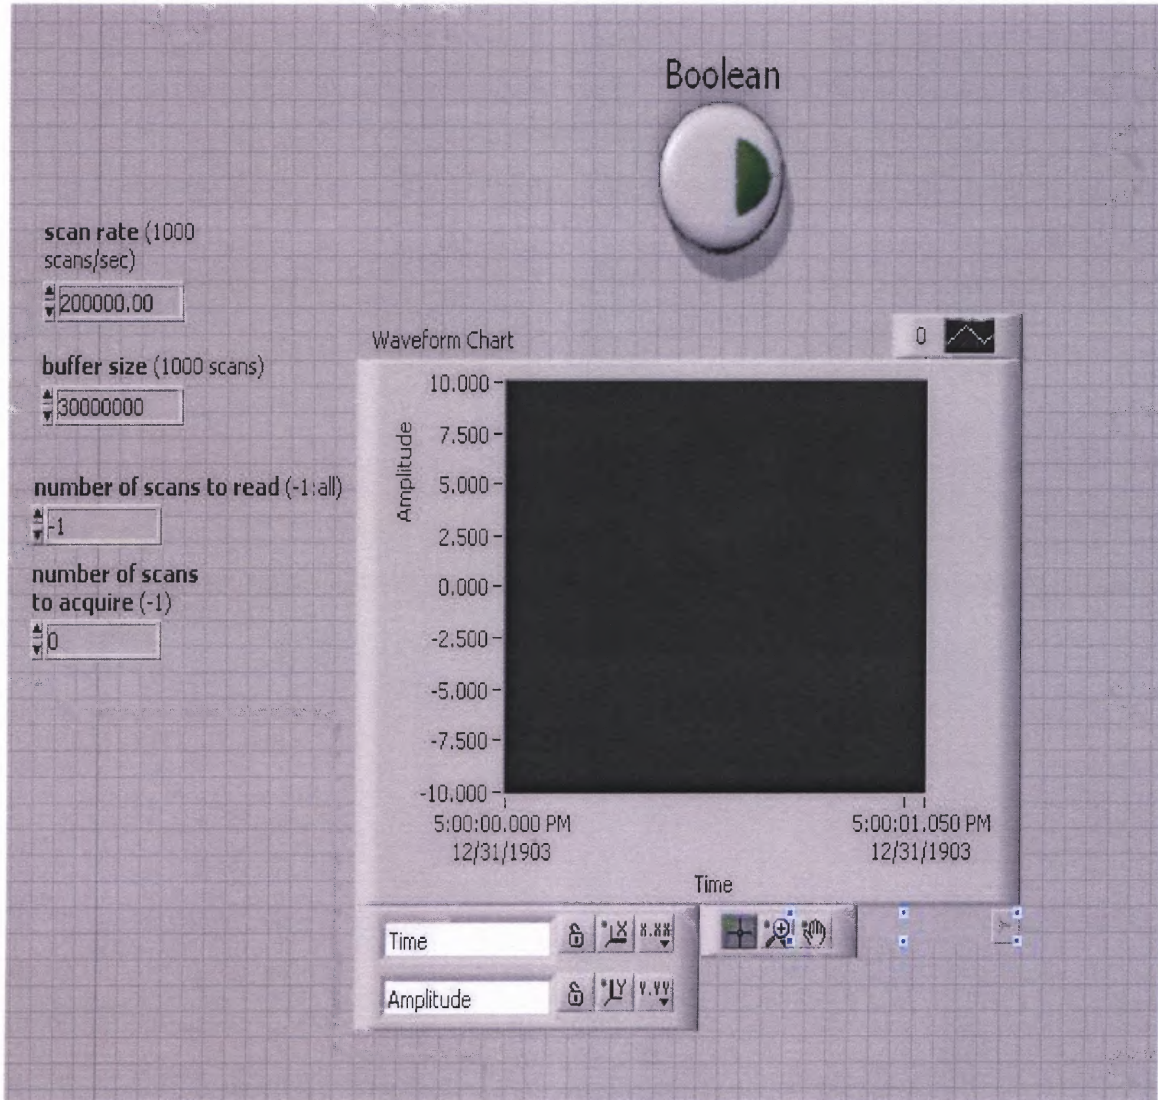 Boolean
scan rate (1000
scans/sec)
200000.00
buffer size (1000 scans)
30000000
number of scans to read (-1:all)
-1
number of scans
to acquire (-1)
0
Waveform Chart
0
10.000
7.500
5.000
2.500
0.000
-2.500
-5.000
-7.500
-10.000
Amplitude
5:00:00.000 PM
12/31/1903
5:00:01.050 PM
12/31/1903
Time
Time
X
X.XX
Amplitude
Y
Y.YY